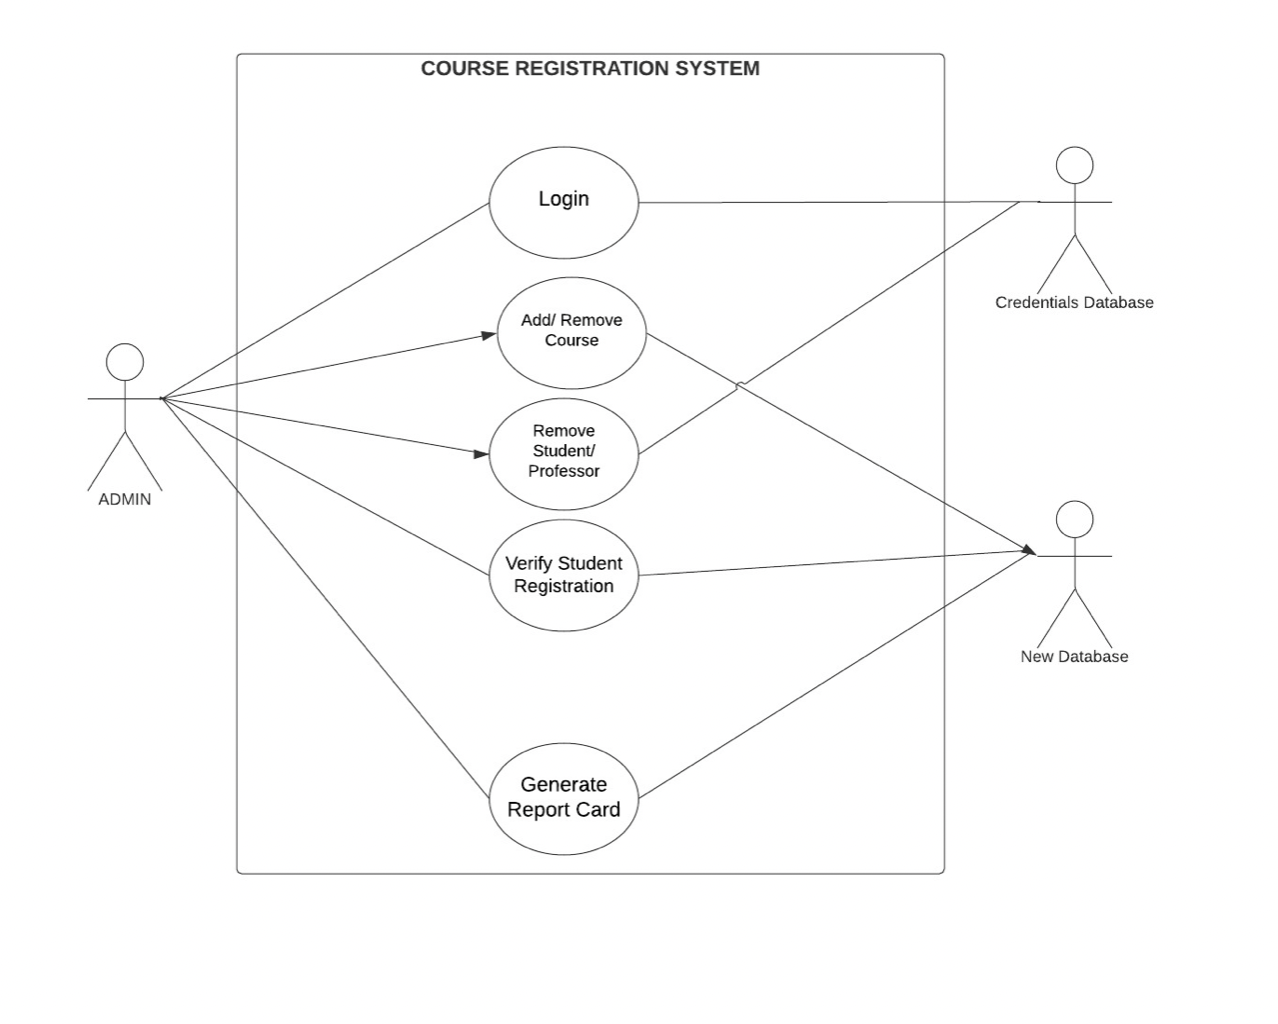 COURSE REGISTRATION SYSTEM
Login
Add/ Remove
Course
Remove
Student/
Professor
Verify Student
Registration
Generate
Report Card
ADMIN
Credentials Database
New Database